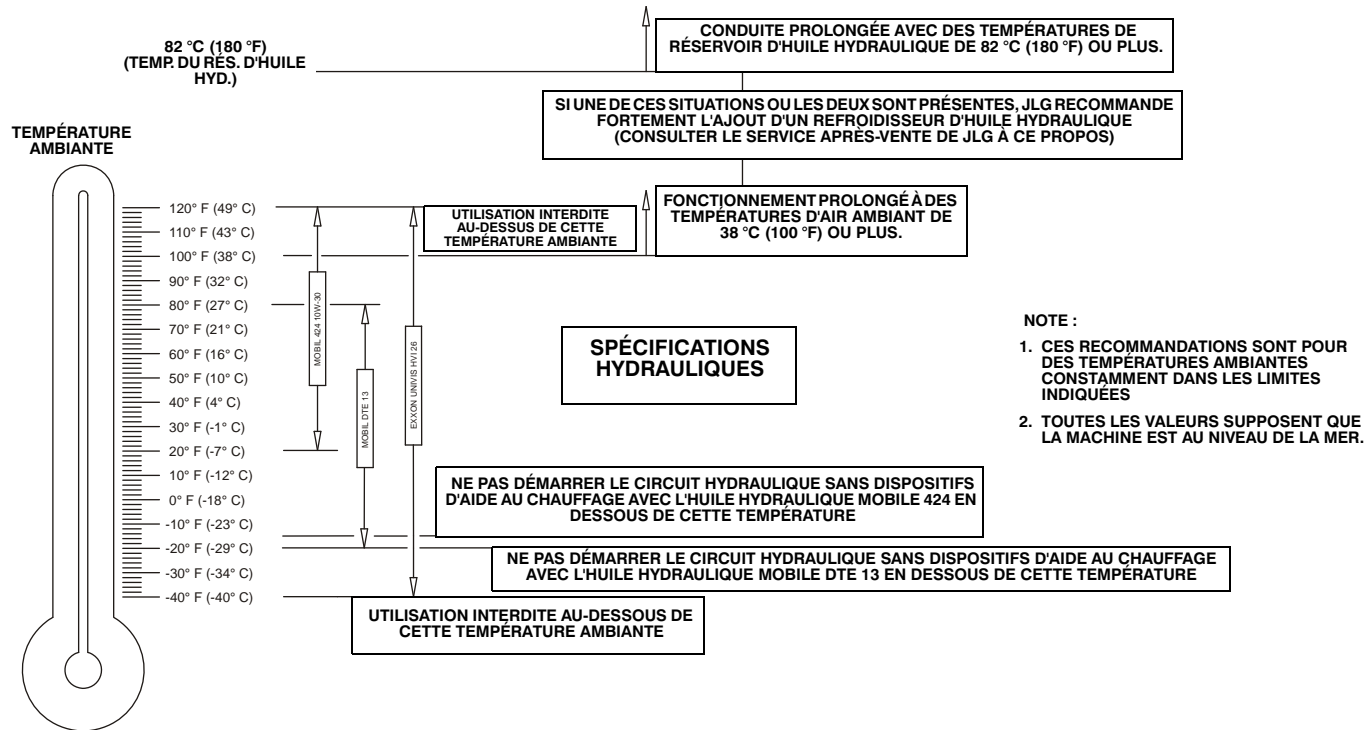 82 °C (180 °F)
(TEMP. DU RÉS. D'HUILE
HYD.)
CONDUITE PROLONGÉE AVEC DES TEMPÉRATURES DE
RÉSERVOIR D'HUILE HYDRAULIQUE DE 82 °C (180 °F) OU PLUS.
SI UNE DE CES SITUATIONS OU LES DEUX SONT PRÉSENTES, JLG RECOMMANDE
FORTEMENT L'AJOUT D'UN REFROIDISSEUR D'HUILE HYDRAULIQUE
(CONSULTER LE SERVICE APRÈS-VENTE DE JLG À CE PROPOS)
TEMPÉRATURE
AMBIANTE
120° F (49° C)
110° F (43° C)
100° F (38° C)
90° F (32° C)
80° F (27° C)
70° F (21° C)
60° F (16° C)
50° F (10° C)
40° F (4° C)
30° F (-1° C)
20° F (-7° C)
10° F (-12° C)
0° F (-18° C)
-10° F (-23° C)
-20° F (-29° C)
-30° F (-34° C)
-40° F (-40° C)
MOBIL 424 10W-30
MOBIL DTE 13
EXXON UNIVIS HVI 26
UTILISATION INTERDITE
AU-DESSUS DE CETTE
TEMPÉRATURE AMBIANTE
FONCTIONNEMENT PROLONGÉ À DES
TEMPÉRATURES D'AIR AMBIANT DE
38 °C (100 °F) OU PLUS.
SPÉCIFICATIONS
HYDRAULIQUES
NOTE :
1. CES RECOMMANDATIONS SONT POUR
DES TEMPÉRATURES AMBIANTES
CONSTAMMENT DANS LES LIMITES
INDIQUÉES
2. TOUTES LES VALEURS SUPPOSENT QUE
LA MACHINE EST AU NIVEAU DE LA MER.
NE PAS DÉMARRER LE CIRCUIT HYDRAULIQUE SANS DISPOSITIFS
D'AIDE AU CHAUFFAGE AVEC L'HUILE HYDRAULIQUE MOBILE 424 EN
DESSOUS DE CETTE TEMPÉRATURE
NE PAS DÉMARRER LE CIRCUIT HYDRAULIQUE SANS DISPOSITIFS D'AIDE AU CHAUFFAGE
AVEC L'HUILE HYDRAULIQUE MOBILE DTE 13 EN DESSOUS DE CETTE TEMPÉRATURE
UTILISATION INTERDITE AU-DESSOUS DE
CETTE TEMPÉRATURE AMBIANTE